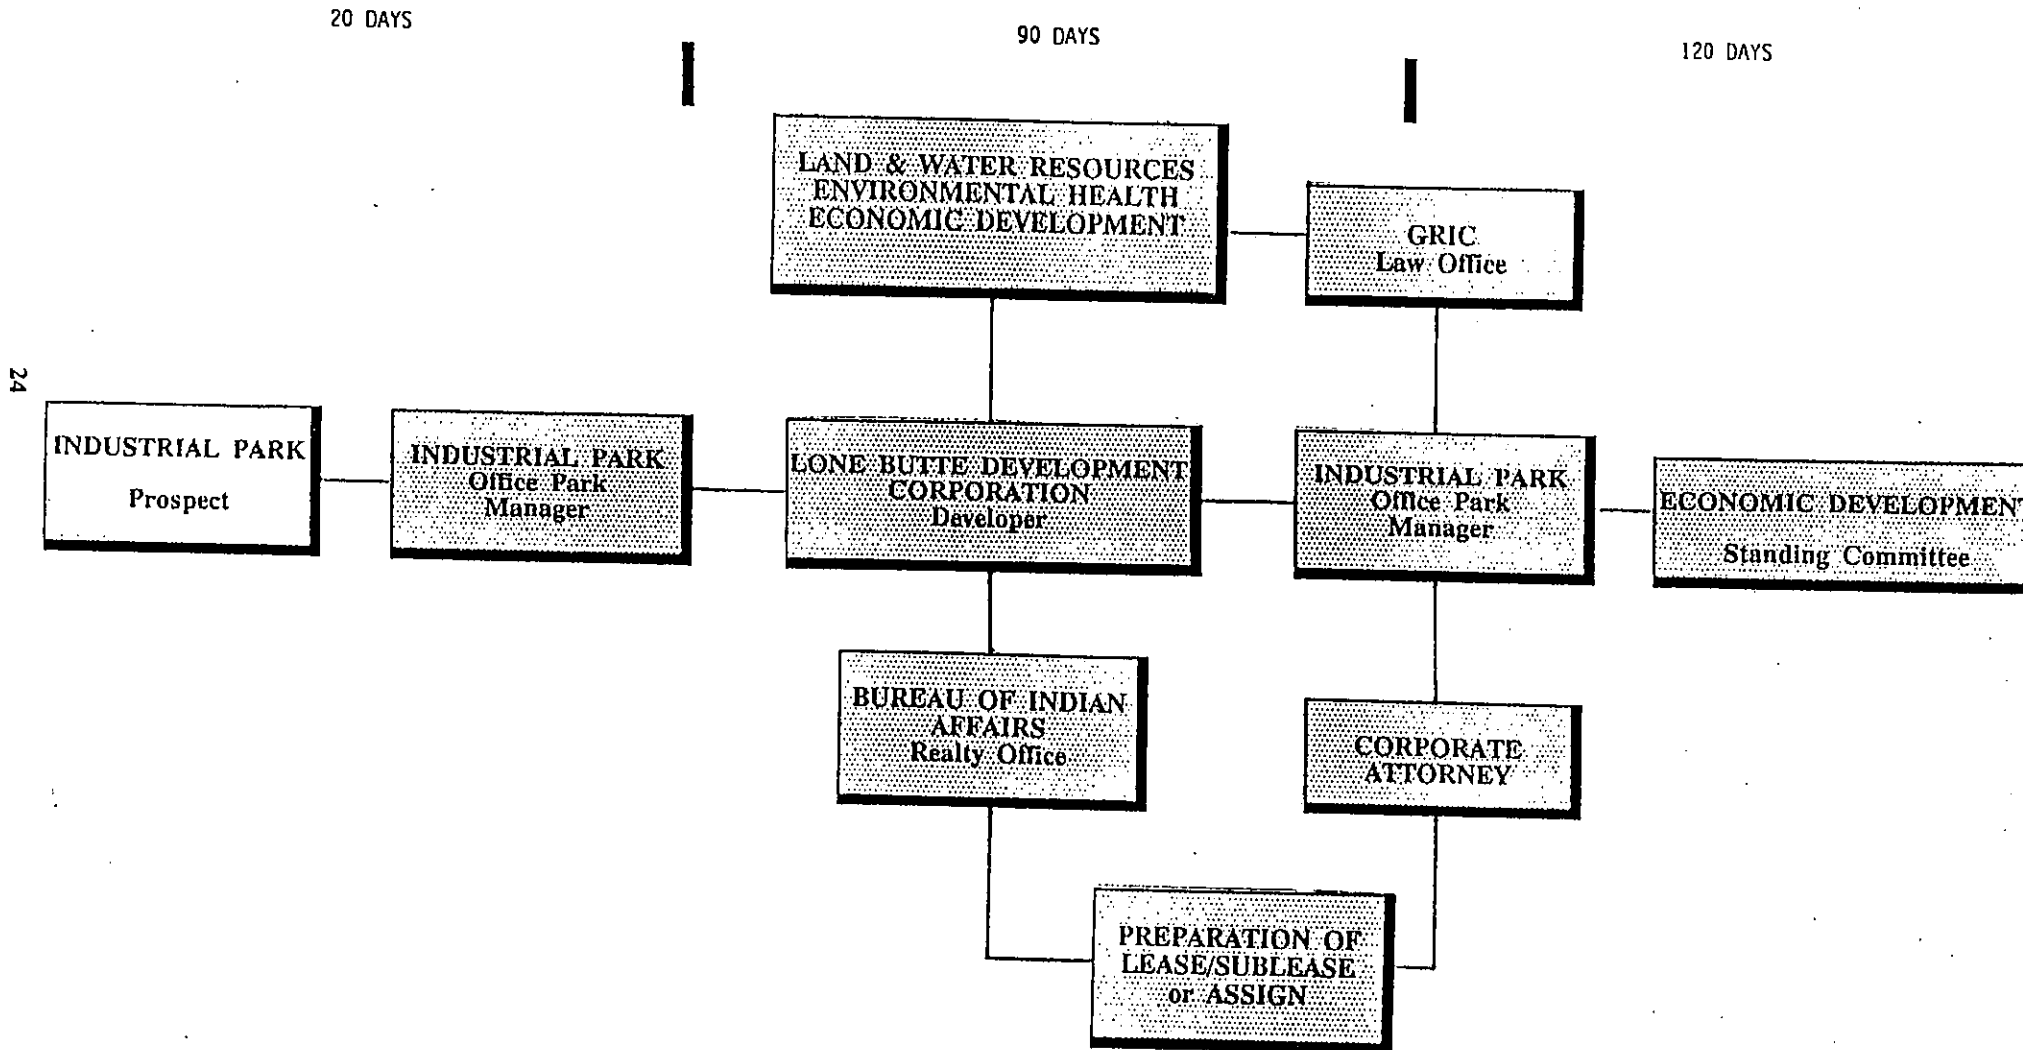 20 DAYS
90 DAYS
120 DAYS
LAND & WATER RESOURCES
ENVIRONMENTAL HEALTH
ECONOMIC DEVELOPMENT
GRIC
Law Office
24
INDUSTRIAL PARK
Prospect
INDUSTRIAL PARK
Office Park
Manager
LONE BUTTE DEVELOPMENT
CORPORATION
Developer
INDUSTRIAL PARK
Office Park
Manager
ECONOMIC DEVELOPMENT
Standing Committee
BUREAU OF INDIAN
AFFAIRS
Realty Office
CORPORATE
ATTORNEY
PREPARATION OF
LEASE/SUBLEASE
or ASSIGN